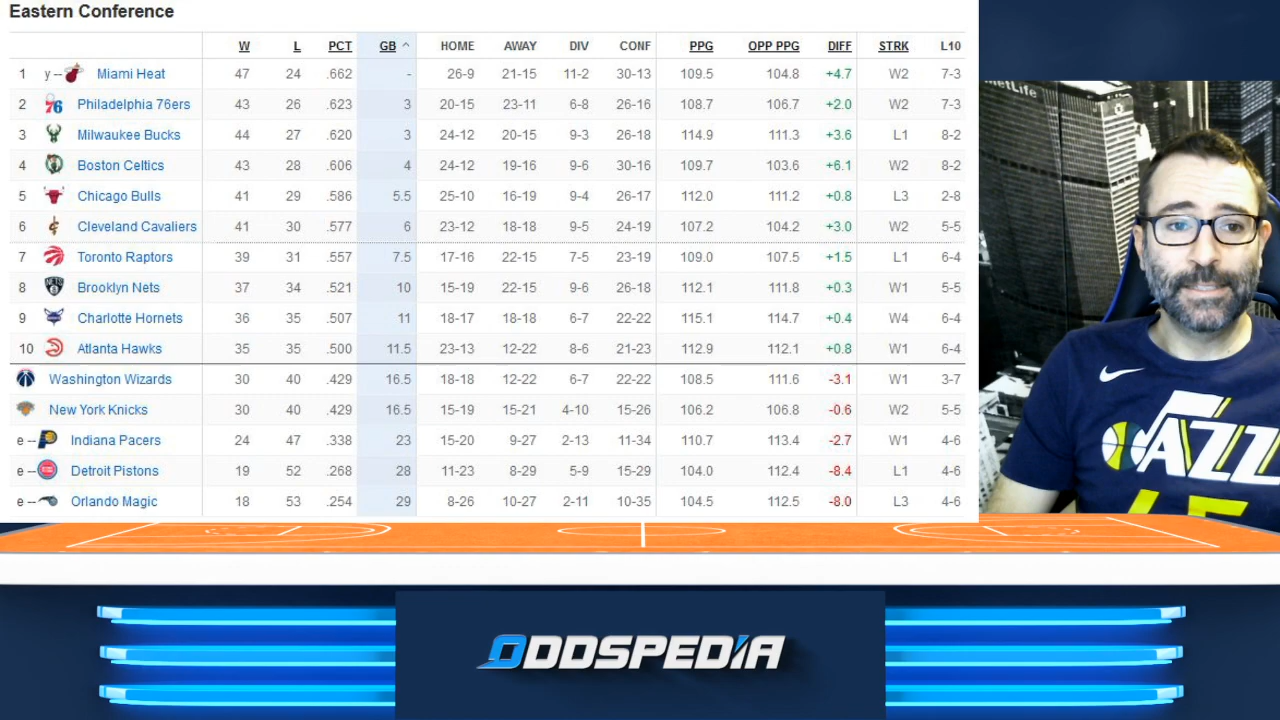 Eastern Conference
W L PCT GB ^ HOME AWAY DIV CONF PPG OPP PPG DIFF STRK L10
1 y -- Miami Heat 47 24 .662 - 26-9 21-15 11-2 30-13 109.5 104.8 +4.7 W2 7-3
2 76 Philadelphia 76ers 43 26 .623 3 20-15 23-11 6-8 26-16 108.7 106.7 +2.0 W2 7-3
3 Milwaukee Bucks 44 27 .620 3 24-12 20-15 9-3 26-18 114.9 111.3 +3.6 L1 8-2
4 Boston Celtics 43 28 .606 4 24-12 19-16 9-6 30-16 109.7 103.6 +6.1 W2 8-2
5 Chicago Bulls 41 29 .586 5.5 25-10 16-19 9-4 26-17 112.0 111.2 +0.8 L3 2-8
6 Cleveland Cavaliers 41 30 .577 6 23-12 18-18 9-5 24-19 107.2 104.2 +3.0 W2 5-5
7 Toronto Raptors 39 31 .557 7.5 17-16 22-15 7-5 23-19 109.0 107.5 +1.5 L1 6-4
8 NETS Brooklyn Nets 37 34 .521 10 15-19 22-15 9-6 26-18 112.1 111.8 +0.3 W1 5-5
9 Charlotte Hornets 36 35 .507 11 18-17 18-18 6-7 22-22 115.1 114.7 +0.4 W4 6-4
10 Atlanta Hawks 35 35 .500 11.5 23-13 12-22 8-6 21-23 112.9 112.1 +0.8 W1 6-4
Washington Wizards 30 40 .429 16.5 18-18 12-22 6-7 22-22 108.5 111.6 -3.1 W1 3-7
New York Knicks 30 40 .429 16.5 15-19 15-21 4-10 15-26 106.2 106.8 -0.6 W2 5-5
e -- Indiana Pacers 24 47 .338 23 15-20 9-27 2-13 11-34 110.7 113.4 -2.7 W1 4-6
e -- Detroit Pistons 19 52 .268 28 11-23 8-29 5-9 15-29 104.0 112.4 -8.4 L1 4-6
e -- Orlando Magic 18 53 .254 29 8-26 10-27 2-11 10-35 104.5 112.5 -8.0 L3 4-6
MetLife
JAZZ
45
ODDSPEDIA